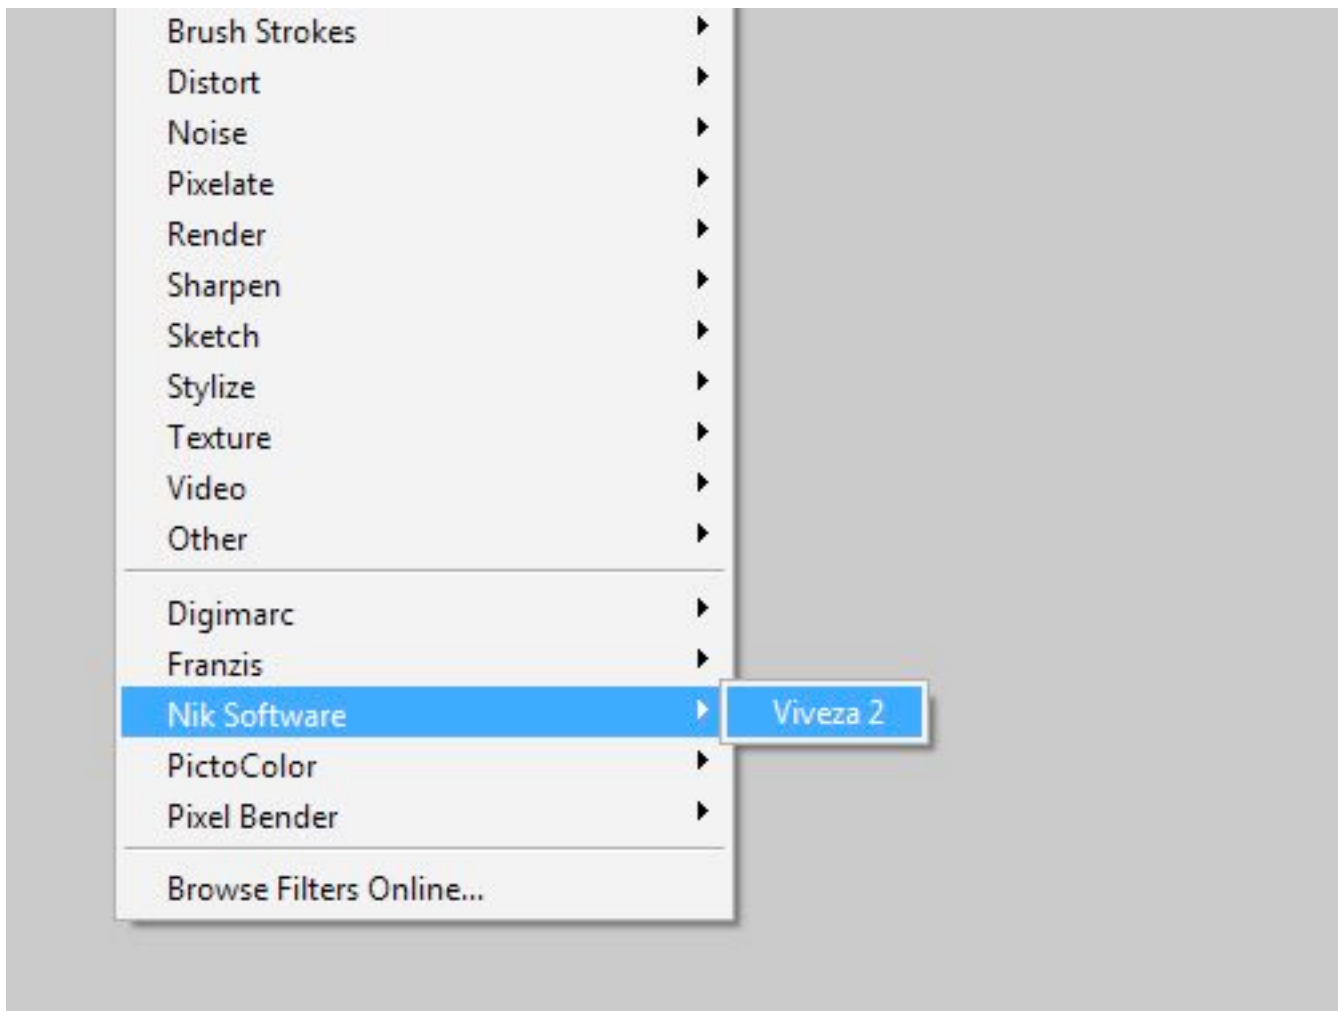 Brush Strokes
Distort
Noise
Pixelate
Render
Sharpen
Sketch
Stylize
Texture
Video
Other
Digimarc
Franzis
Nik Software
Viveza 2
PictoColor
Pixel Bender
Browse Filters Online...